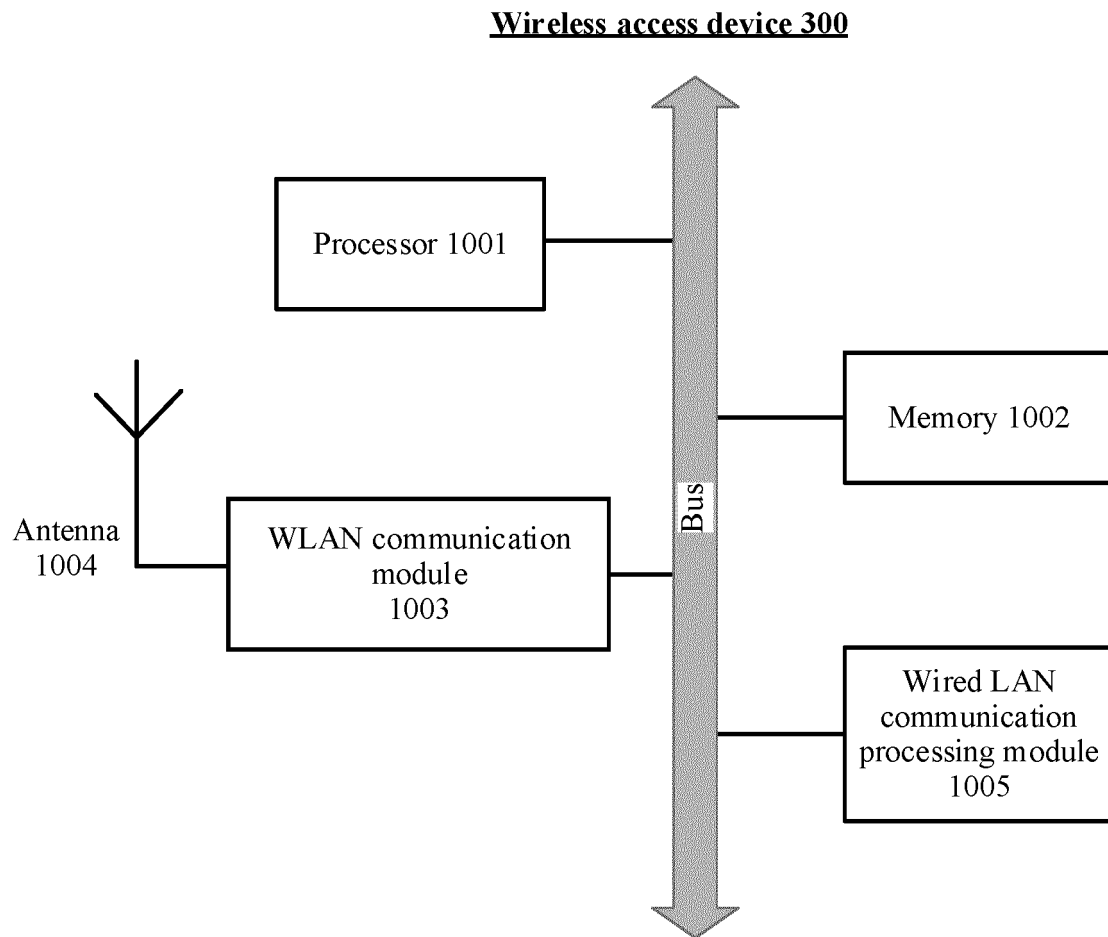 Wireless access device 300
Processor 1001
Memory 1002
Bus
Antenna
1004
WLAN communication
module
1003
Wired LAN
communication
processing module
1005